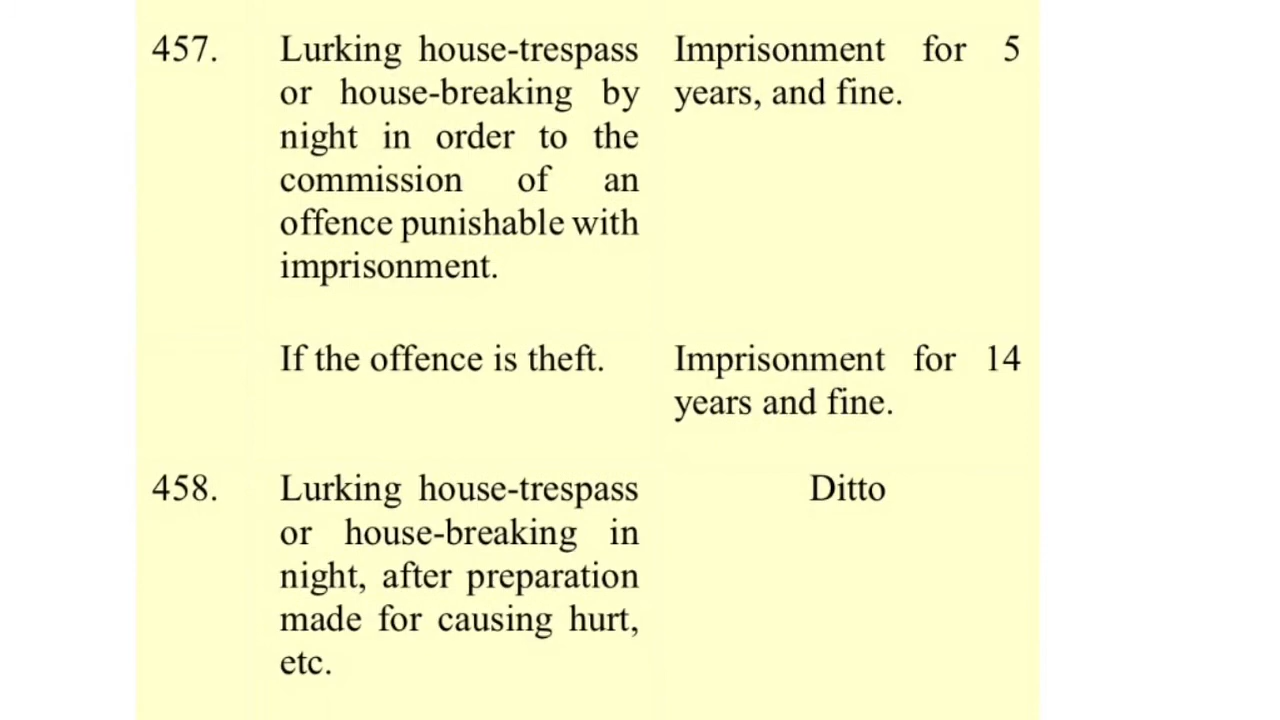 457. Lurking house-trespass Imprisonment for 5
or house-breaking by years, and fine.
night in order to the
commission of an
offence punishable with
imprisonment.
If the offence is theft. Imprisonment for 14
years and fine.
458. Lurking house-trespass Ditto
or house-breaking in
night, after preparation
made for causing hurt,
etc.